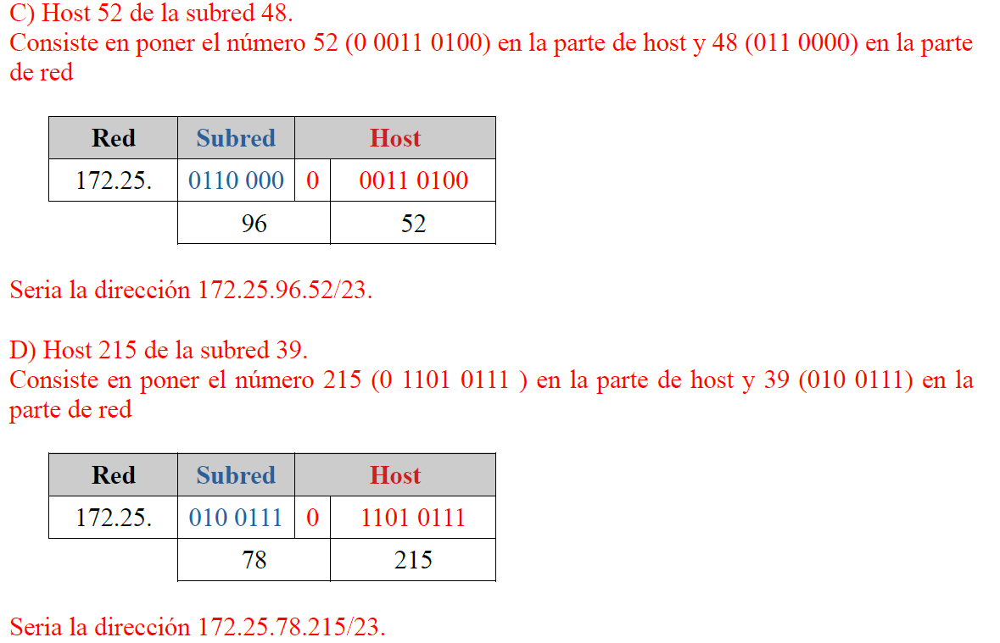 C) Host 52 de la subred 48.
Consiste en poner el número 52 (0 0011 0100) en la parte de host y 48 (011 0000) en la parte
de red
Red Subred Host
172.25. 0110 000 0 0011 0100
96 52
Seria la dirección 172.25.96.52/23.
D) Host 215 de la subred 39.
Consiste en poner el número 215 (0 1101 0111 ) en la parte de host y 39 (010 0111) en la
parte de red
Red Subred Host
172.25. 010 0111 0 1101 0111
78 215
Seria la dirección 172.25.78.215/23.